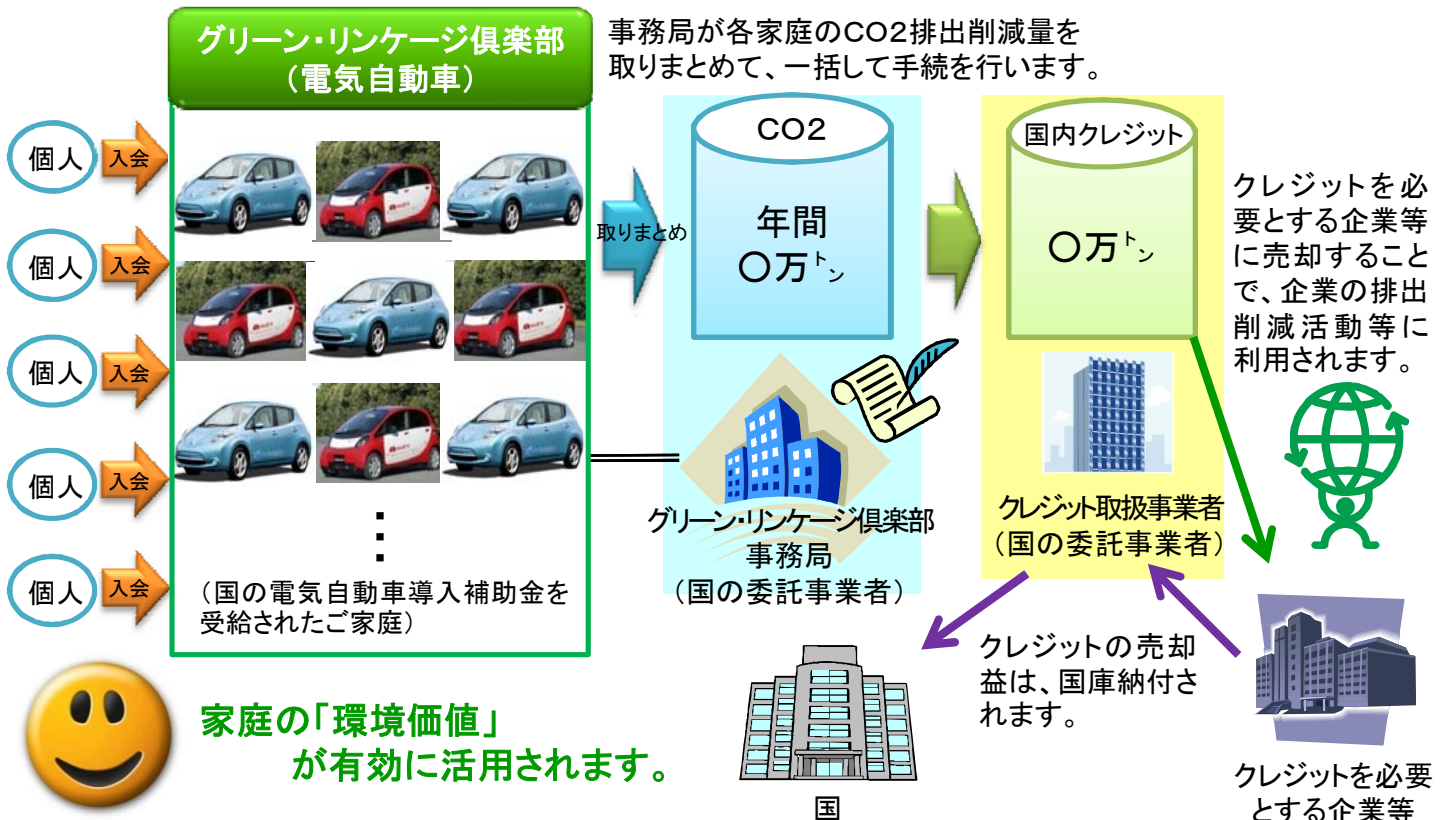 グリーン・リンケージ倶楽部
（電気自動車）
事務局が各家庭のCO2排出削減量を
取りまとめて、一括して手続を行います。
個人
入会
個人
入会
個人
入会
個人
入会
個人
入会
︙
（国の電気自動車導入補助金を
受給されたご家庭）
取りまとめ
CO2
年間
〇万トン
グリーン・リンケージ倶楽部
事務局
（国の委託事業者）
国内クレジット
〇万トン
クレジット取扱事業者
（国の委託事業者）
クレジットを必
要とする企業等
に売却すること
で、企業の排出
削減活動等に
利用されます。
クレジットの売却
益は、国庫納付さ
れます。
国
クレジットを必要
とする企業等
家庭の「環境価値」
が有効に活用されます。